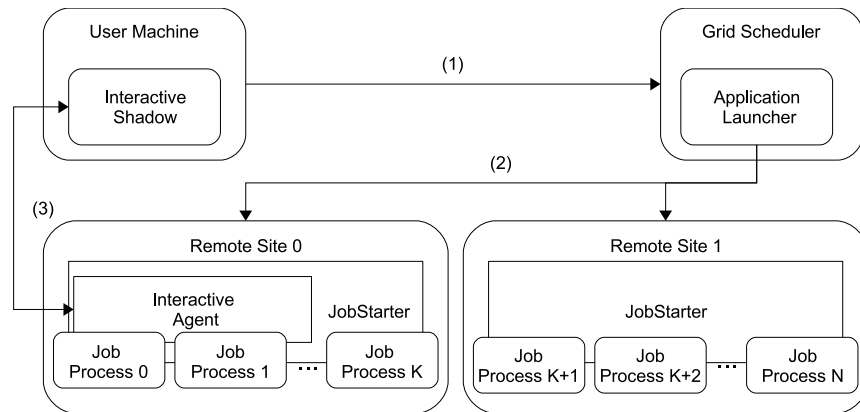 User Machine
Interactive
Shadow
(1)
Grid Scheduler
Application
Launcher
(2)
(3)
Remote Site 0
Interactive
Agent
JobStarter
Job
Process 0
Job
Process 1
...
Job
Process K
Remote Site 1
JobStarter
Job
Process K+1
Job
Process K+2
...
Job
Process N